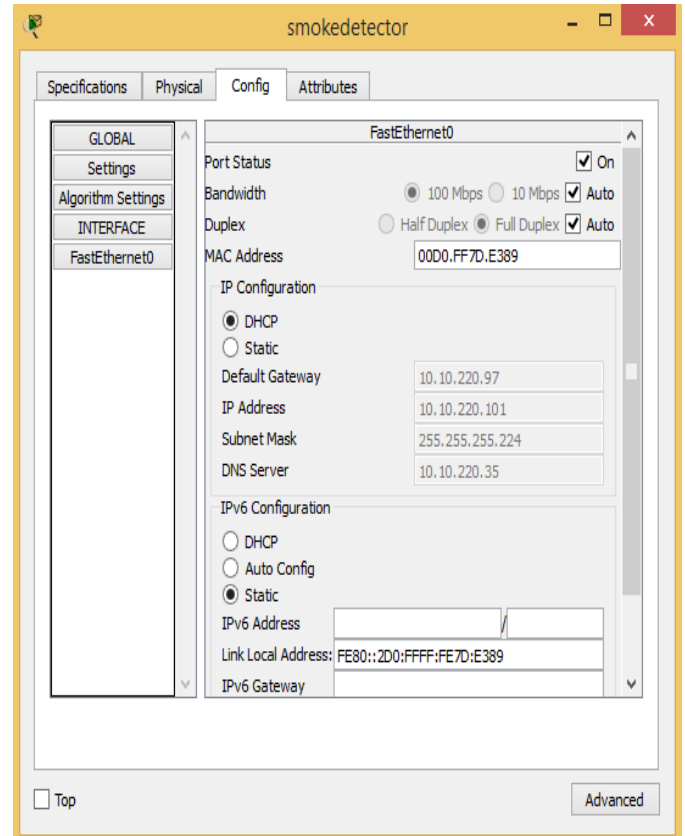 smokedetector
Specifications Physical Config Attributes
GLOBAL
Settings
Algorithm Settings
INTERFACE
FastEthernet0
FastEthernet0
Port Status On
Bandwidth 100 Mbps 10 Mbps Auto
Duplex Half Duplex Full Duplex Auto
MAC Address 00D0.FF7D.E389
IP Configuration
DHCP
Static
Default Gateway 10.10.220.97
IP Address 10.10.220.101
Subnet Mask 255.255.255.224
DNS Server 10.10.220.35
IPv6 Configuration
DHCP
Auto Config
Static
IPv6 Address /
Link Local Address: FE80::2D0:FFFF:FE7D:E389
IPv6 Gateway
Top Advanced